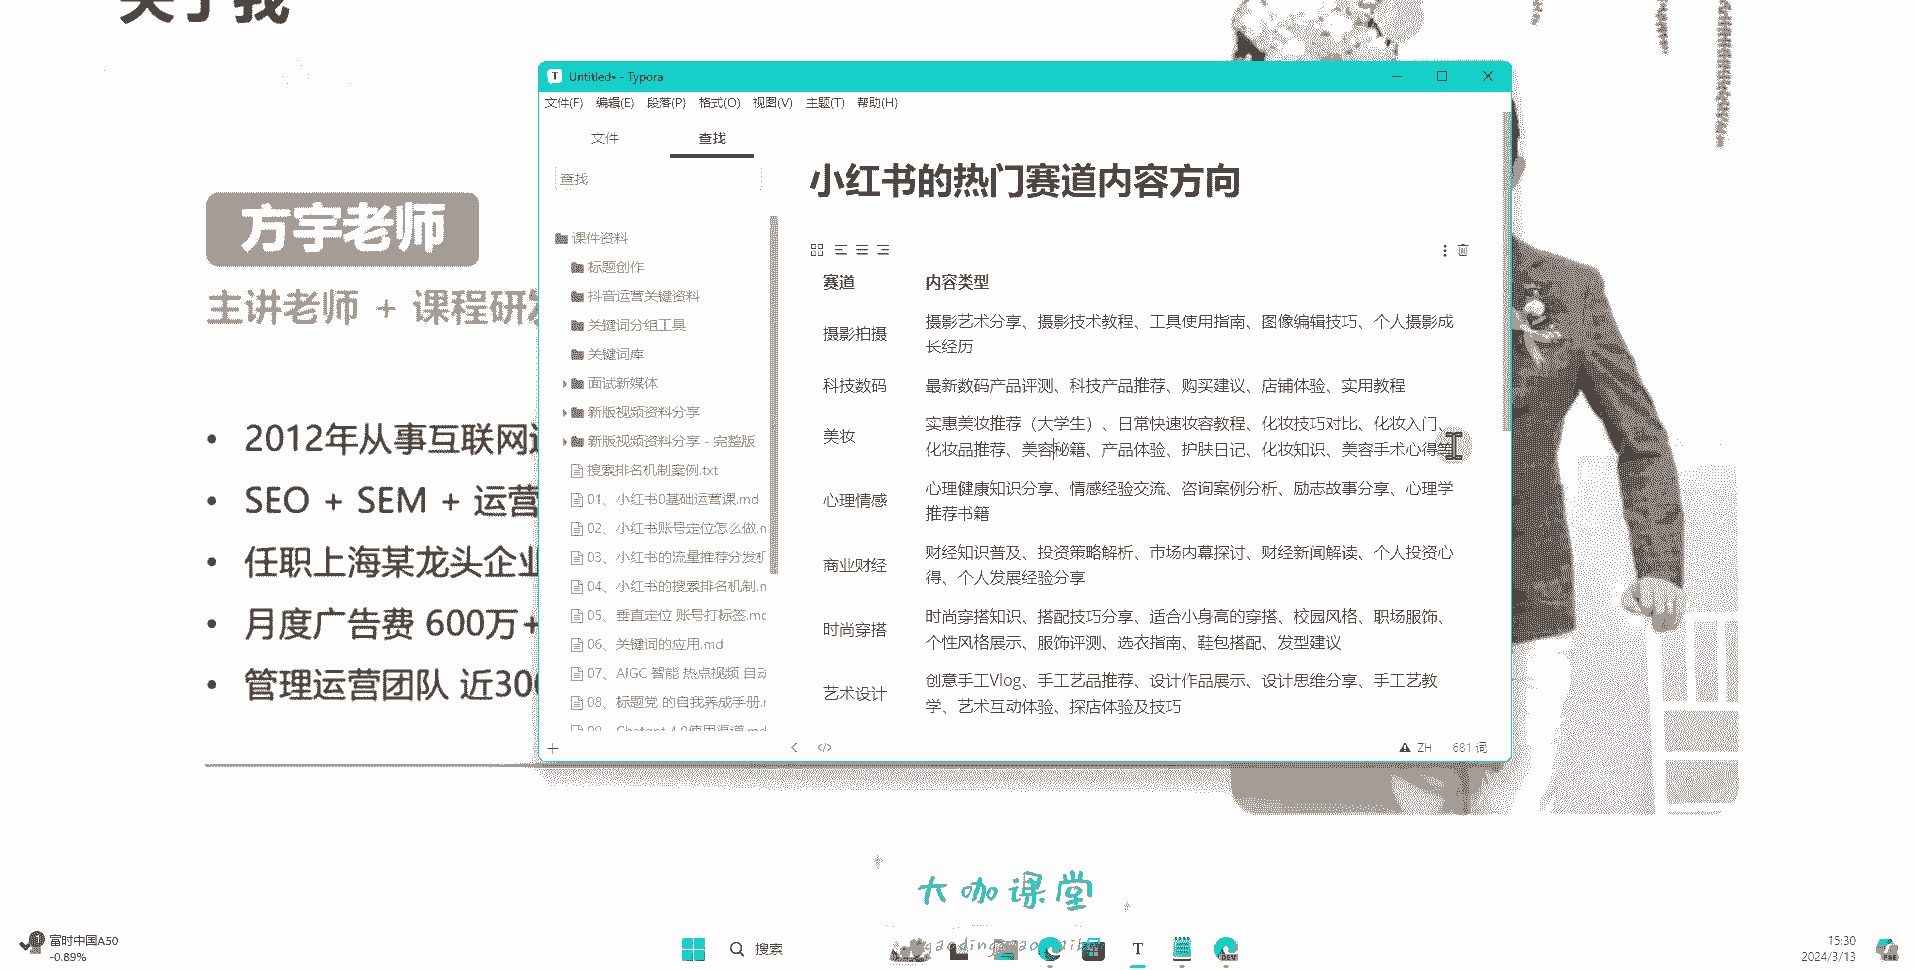 关于我
方宇老师
主讲老师 + 课程研发
• 2012年从事互联网
• SEO + SEM + 运营
• 任职上海某龙头企业
• 月度广告费 600万+
• 管理运营团队 近300
Untitled• - Typora
文件(F) 编辑(E) 段落(P) 格式(O) 视图(V) 主题(T) 帮助(H)
文件 查找
查找
课件资料
标题创作
抖音运营关键资料
关键词分组工具
关键词库
面试新媒体
新版视频资料分享
新版视频资料分享 - 完整版
搜索排名机制案例.txt
01、小红书0基础运营课.md
02、小红书账号定位怎么做.n
03、小红书的流量推荐分发机
04、小红书的搜索排名机制.n
05、垂直定位 账号打标签.mc
06、关键词的应用.md
07、AIGC 智能 热点视频 自动
08、标题党 的自我养成手册.r
09、Chatgpt 4.0使用渠道.md
小红书的热门赛道内容方向
赛道 内容类型
摄影拍摄 摄影艺术分享、摄影技术教程、工具使用指南、图像编辑技巧、个人摄影成
长经历
科技数码 最新数码产品评测、科技产品推荐、购买建议、店铺体验、实用教程
美妆 实惠美妆推荐（大学生）、日常快速妆容教程、化妆技巧对比、化妆入门、
化妆品推荐、美容秘籍、产品体验、护肤日记、化妆知识、美容手术心得等
心理情感 心理健康知识分享、情感经验交流、咨询案例分析、励志故事分享、心理学
推荐书籍
商业财经 财经知识普及、投资策略解析、市场内幕探讨、财经新闻解读、个人投资心
得、个人发展经验分享
时尚穿搭 时尚穿搭知识、搭配技巧分享、适合小身高的穿搭、校园风格、职场服饰、
个性风格展示、服饰评测、选衣指南、鞋包搭配、发型建议
艺术设计 创意手工Vlog、手工艺品推荐、设计作品展示、设计思维分享、手工艺教
学、艺术互动体验、探店体验及技巧
ZH 681 词
大咖课堂
富时中国A50
-0.89%
搜索
15:30
2024/3/13